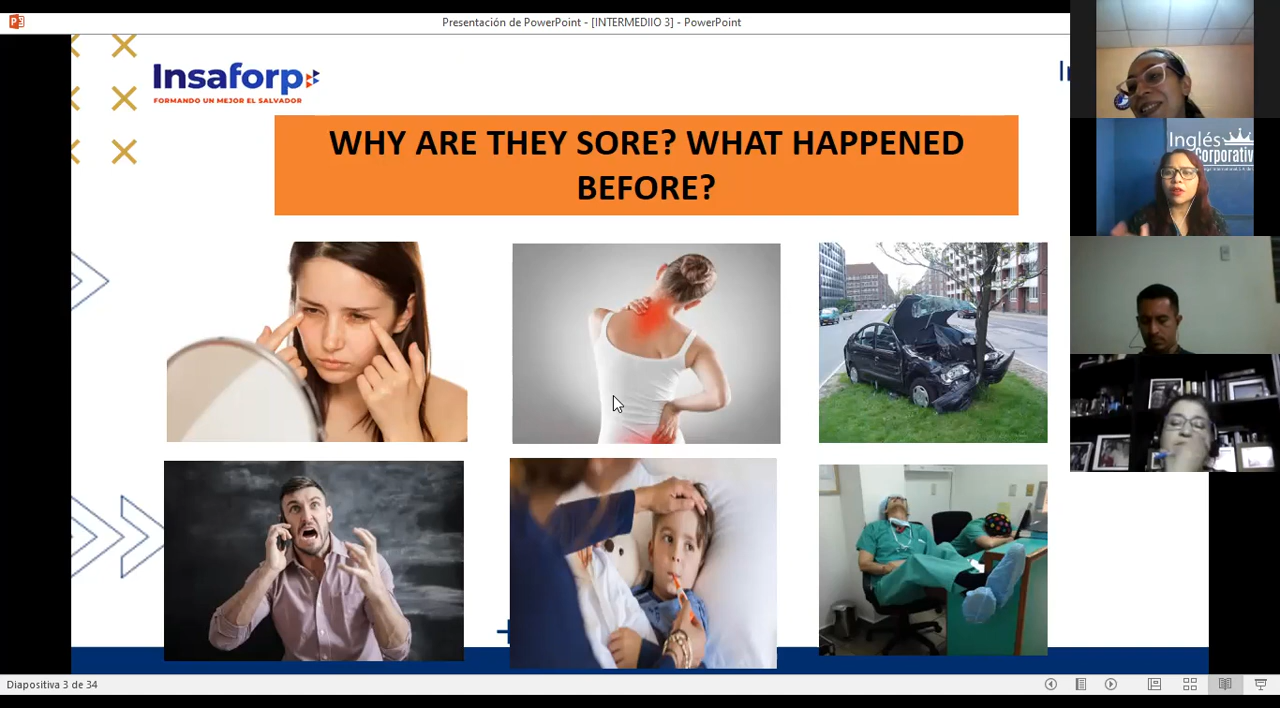 Presentación de PowerPoint - [INTERMEDIIO 3] - PowerPoint
Insaforp
FORMANDO UN MEJOR EL SALVADOR
WHY ARE THEY SORE? WHAT HAPPENED
BEFORE?
Inglés
Corporativ
Diapositiva 3 de 34